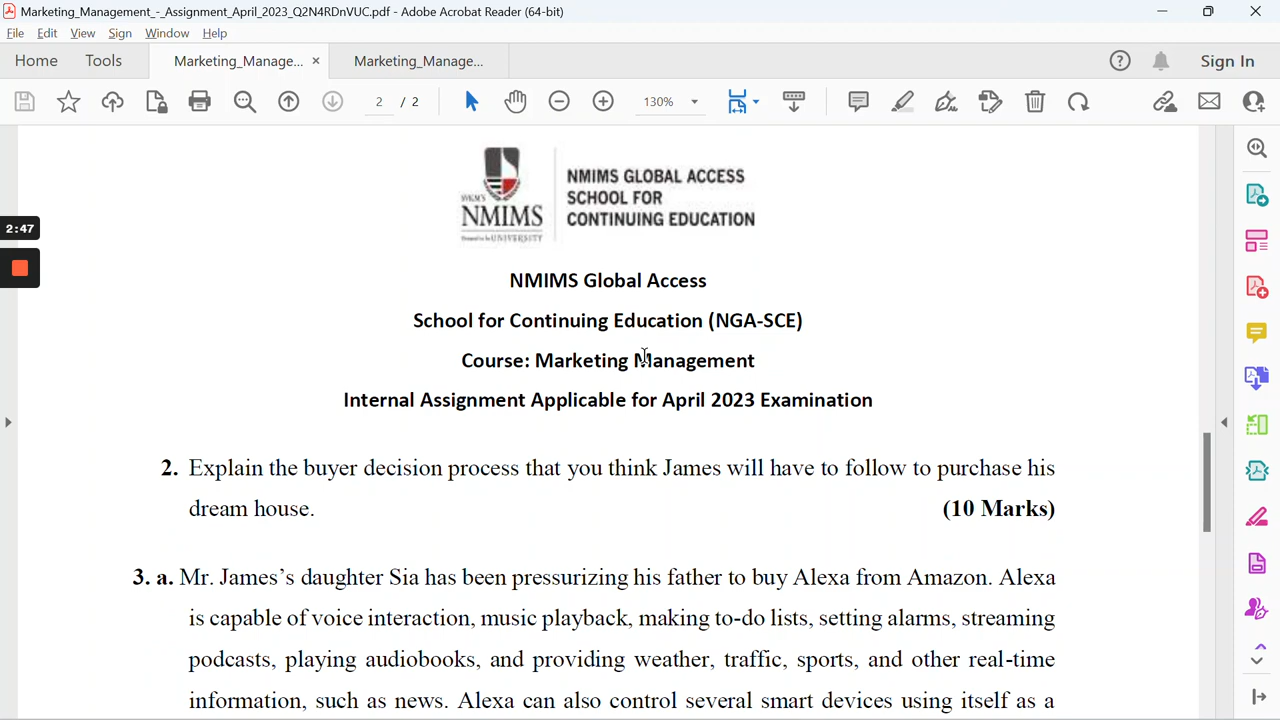 Marketing_Management_-_Assignment_April_2023_Q2N4RDnVUC.pdf - Adobe Acrobat Reader (64-bit)
File Edit View Sign Window Help
Home Tools Marketing_Manage... × Marketing_Manage... Sign In
2 / 2 130%
2:47
SVKM'S
NMIMS
Deemed to be UNIVERSITY
NMIMS GLOBAL ACCESS
SCHOOL FOR
CONTINUING EDUCATION
NMIMS Global Access
School for Continuing Education (NGA-SCE)
Course: Marketing Management
Internal Assignment Applicable for April 2023 Examination
2. Explain the buyer decision process that you think James will have to follow to purchase his
dream house. (10 Marks)
3. a. Mr. James’s daughter Sia has been pressurizing his father to buy Alexa from Amazon. Alexa
is capable of voice interaction, music playback, making to-do lists, setting alarms, streaming
podcasts, playing audiobooks, and providing weather, traffic, sports, and other real-time
information, such as news. Alexa can also control several smart devices using itself as a